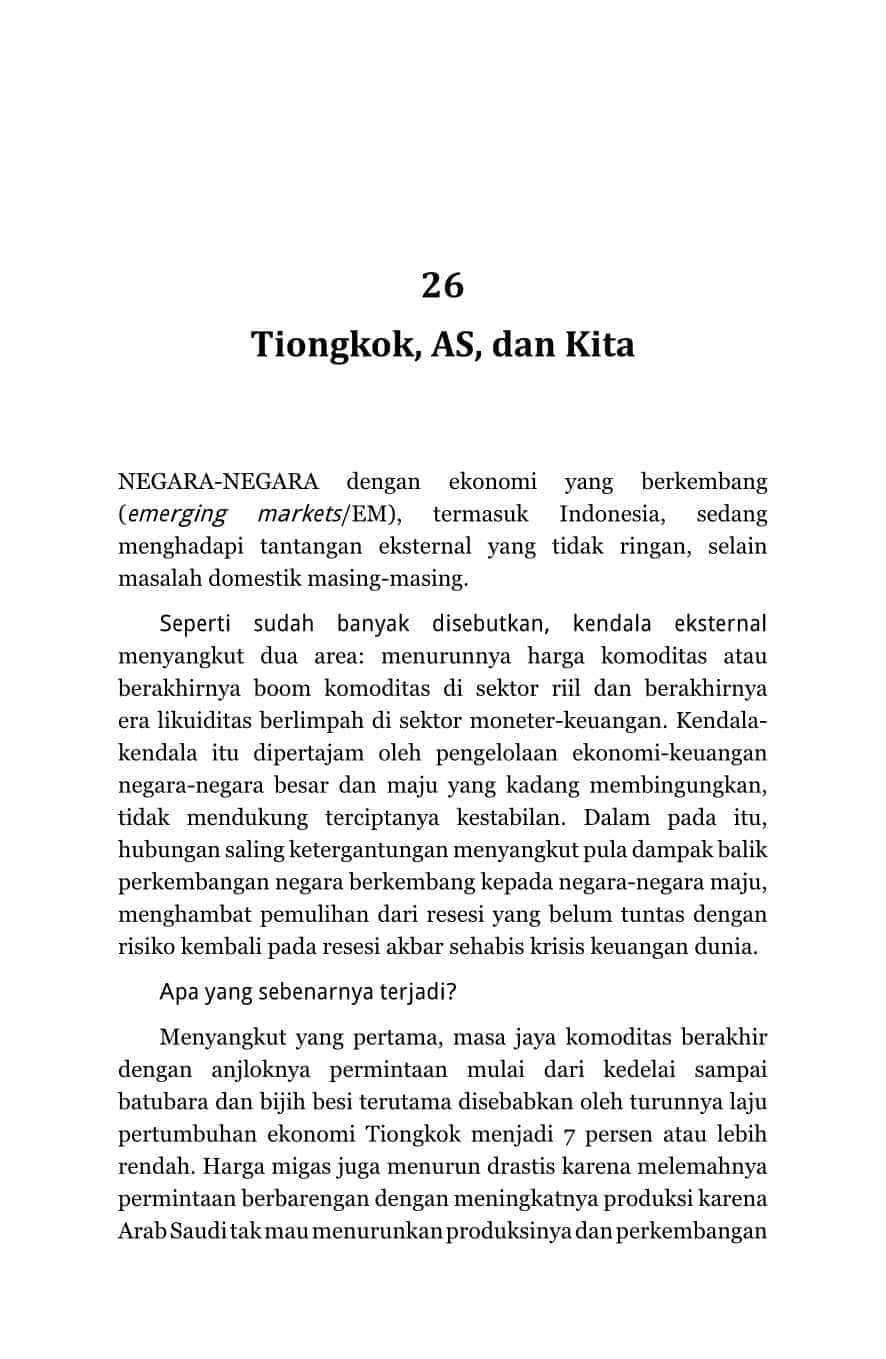 26
Tiongkok, AS, dan Kita
NEGARA-NEGARA dengan ekonomi yang berkembang
(emerging markets/EM), termasuk Indonesia, sedang
menghadapi tantangan eksternal yang tidak ringan, selain
masalah domestik masing-masing.
Seperti sudah banyak disebutkan, kendala eksternal
menyangkut dua area: menurunnya harga komoditas atau
berakhirnya boom komoditas di sektor riil dan berakhirnya
era likuiditas berlimpah di sektor moneter-keuangan. Kendala-
kendala itu dipertajam oleh pengelolaan ekonomi-keuangan
negara-negara besar dan maju yang kadang membingungkan,
tidak mendukung terciptanya kestabilan. Dalam pada itu,
hubungan saling ketergantungan menyangkut pula dampak balik
perkembangan negara berkembang kepada negara-negara maju,
menghambat pemulihan dari resesi yang belum tuntas dengan
risiko kembali pada resesi akbar sehabis krisis keuangan dunia.
Apa yang sebenarnya terjadi?
Menyangkut yang pertama, masa jaya komoditas berakhir
dengan anjloknya permintaan mulai dari kedelai sampai
batubara dan bijih besi terutama disebabkan oleh turunnya laju
pertumbuhan ekonomi Tiongkok menjadi 7 persen atau lebih
rendah. Harga migas juga menurun drastis karena melemahnya
permintaan berbarengan dengan meningkatnya produksi karena
Arab Saudi tak mau menurunkan produksinya dan perkembangan